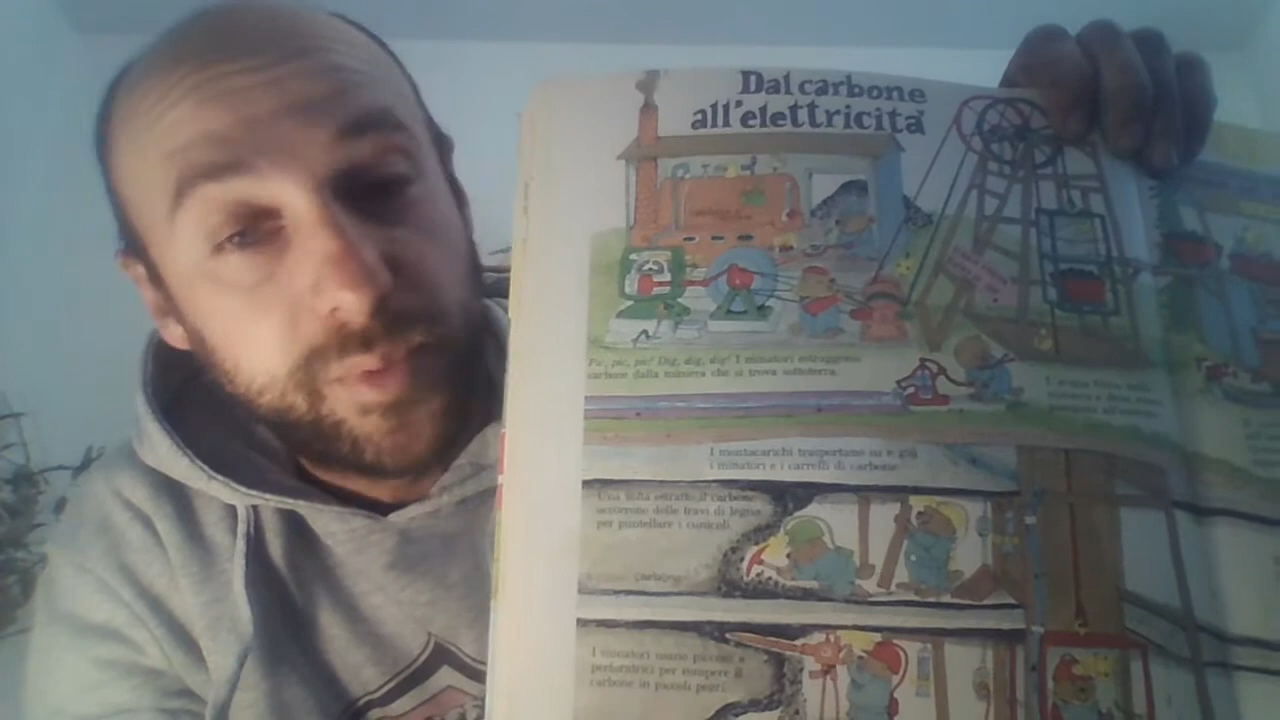 Dal carbone
all'elettricità
pic, pic! Dig, dig, dig! I minatori estraggono
carbone dalla miniera che si trova sottoterra.
I montacarichi trasportano su e giù
i minatori e i carrelli di carbone.
Una volta estratto il carbone
occorrono delle travi di legno
per puntellare i cunicoli.
carbone
I minatori usano picconi e
perforatrici per rompere il
carbone in piccoli pezzi.